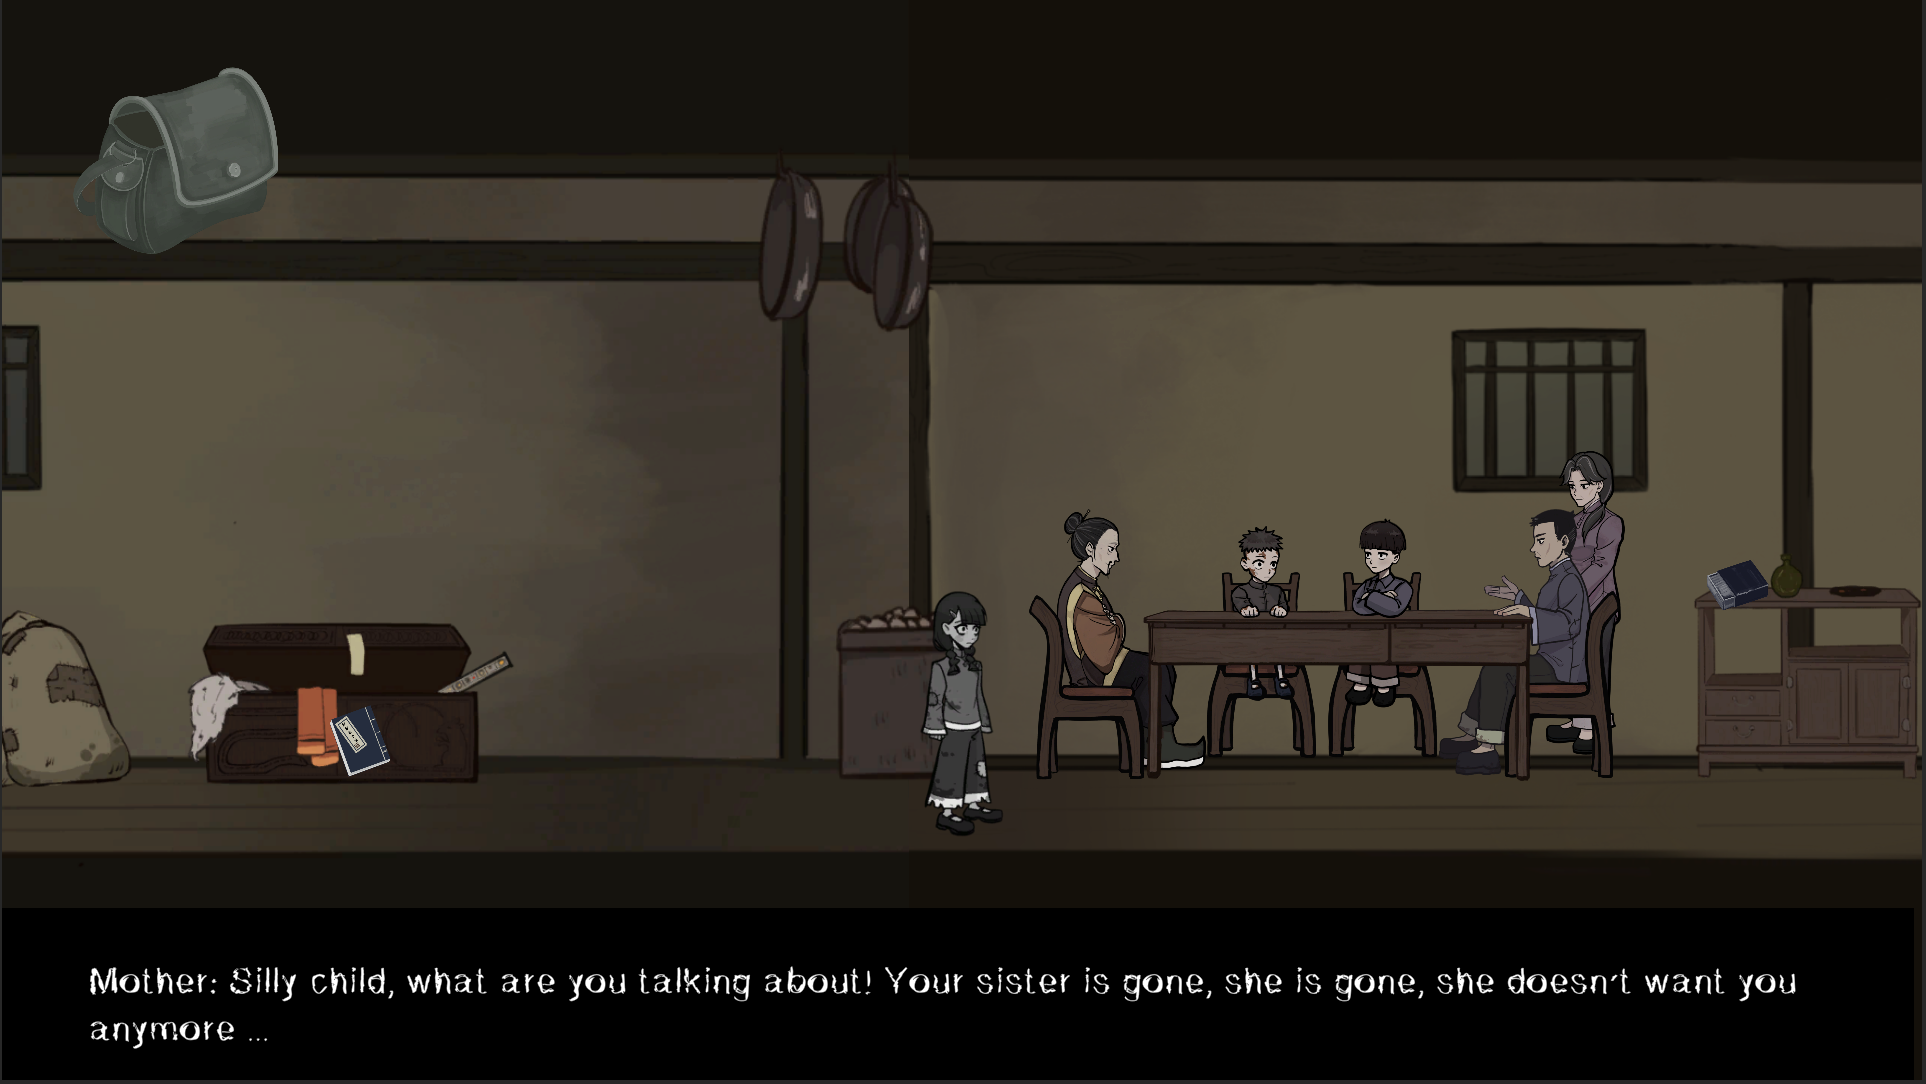 Mother: Silly child, what are you talking about! Your sister is gone, she is gone, she doesn't want you
anymore ...